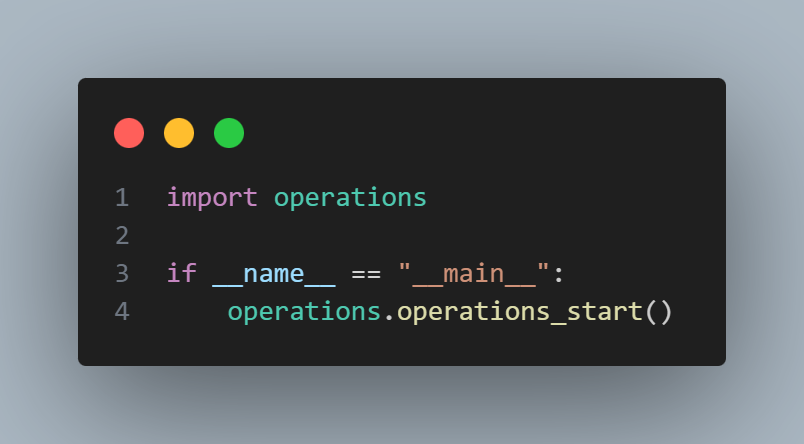 1 import operations
2
3 if __name__ == "__main__":
4     operations.operations_start()